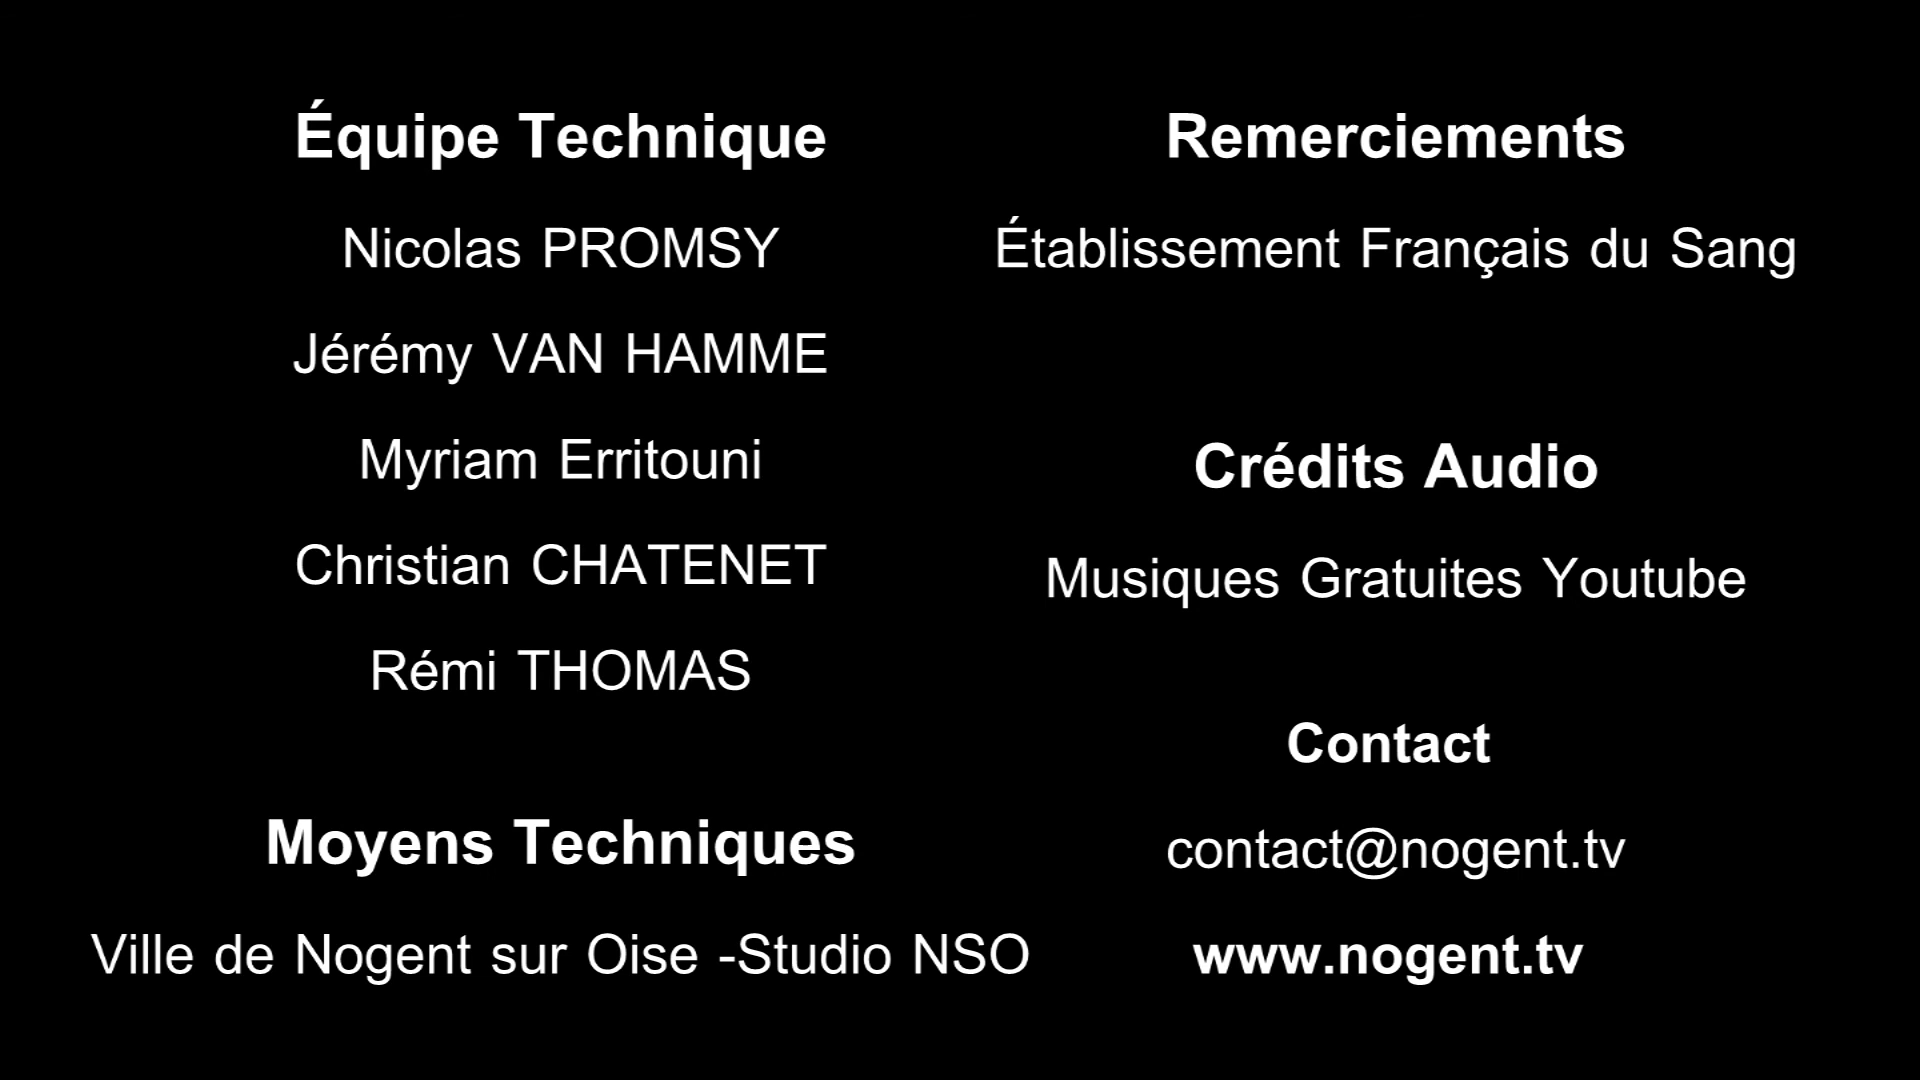 Équipe Technique
Nicolas PROMSY
Jérémy VAN HAMME
Myriam Erritouni
Christian CHATENET
Rémi THOMAS
Moyens Techniques
Ville de Nogent sur Oise -Studio NSO
Remerciements
Établissement Français du Sang
Crédits Audio
Musiques Gratuites Youtube
Contact
contact@nogent.tv
www.nogent.tv